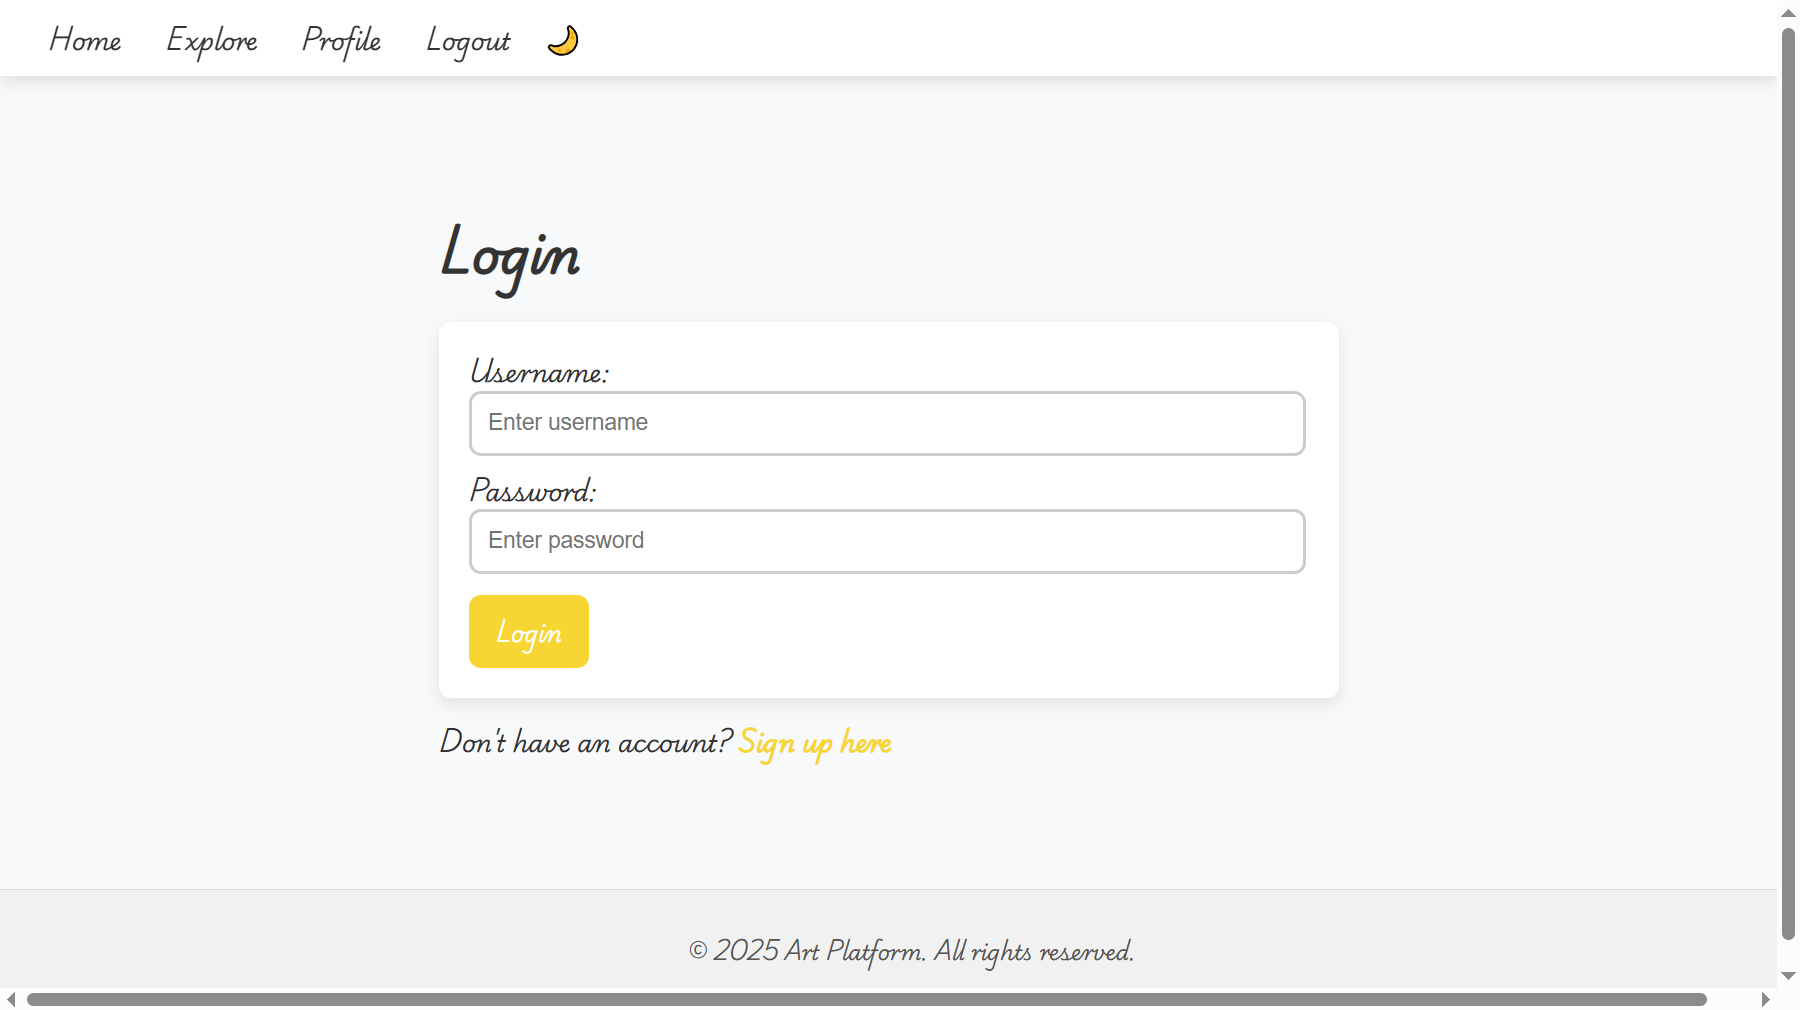 Home Explore Profile Logout
Login
Username:
Enter username
Password:
Enter password
Login
Don't have an account? Sign up here
© 2025 Art Platform. All rights reserved.